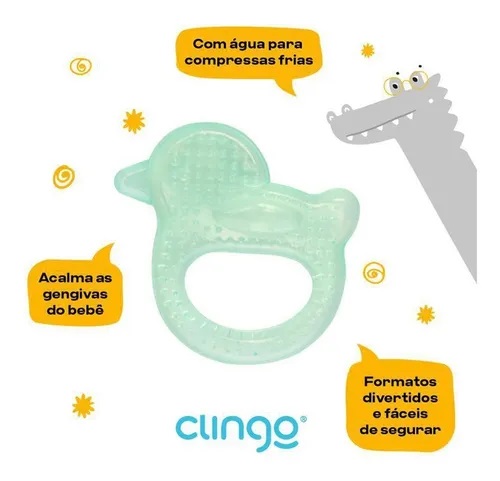 Com água para
compressas frias
Acalma as
gengivas
do bebê
Formatos
divertidos
e fáceis
de segurar
clingo®